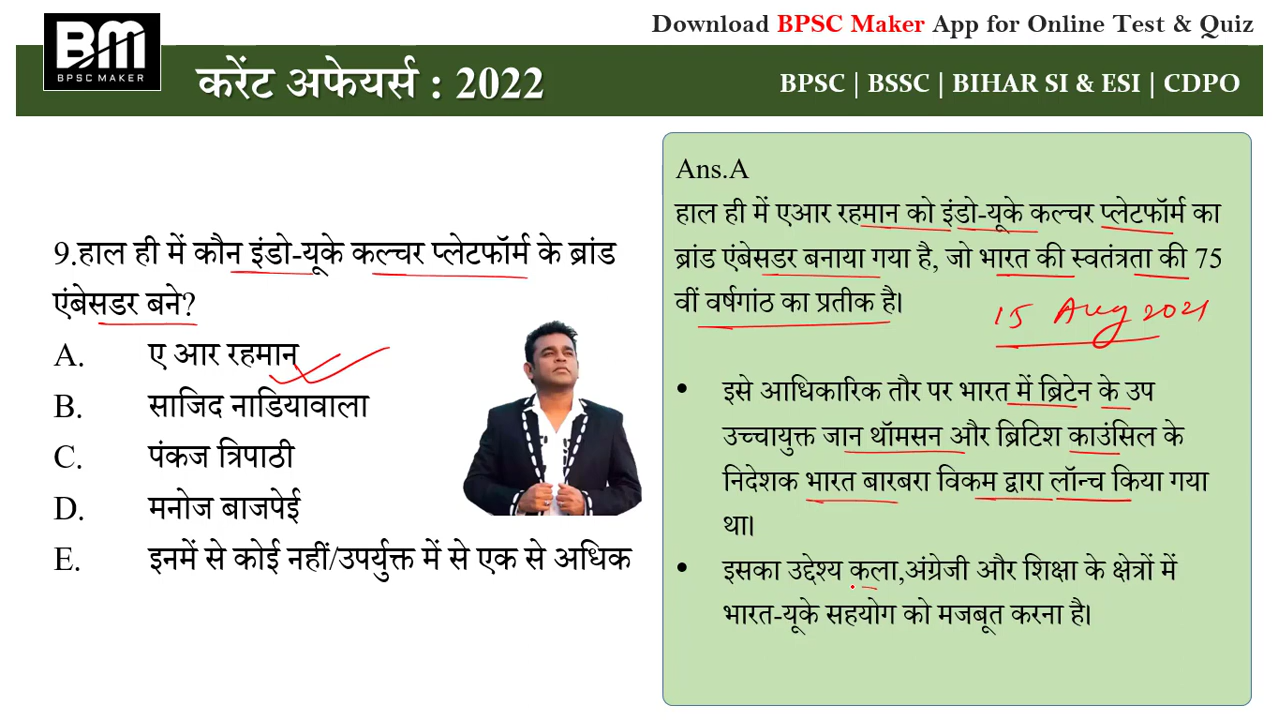 Download BPSC Maker App for Online Test & Quiz
BM
BPSC MAKER
करेंट अफेयर्स : 2022
BPSC | BSSC | BIHAR SI & ESI | CDPO
9.हाल ही में कौन इंडो-यूके कल्चर प्लेटफॉर्म के ब्रांड
एंबेसडर बने?
A. ए आर रहमान
B. साजिद नाडियावाला
C. पंकज त्रिपाठी
D. मनोज बाजपेई
E. इनमें से कोई नहीं/उपर्युक्त में से एक से अधिक
Ans.A
हाल ही में एआर रहमान को इंडो-यूके कल्चर प्लेटफॉर्म का
ब्रांड एंबेसडर बनाया गया है, जो भारत की स्वतंत्रता की 75
वीं वर्षगांठ का प्रतीक है।
15 Aug 2021
• इसे आधिकारिक तौर पर भारत में ब्रिटेन के उप
उच्चायुक्त जान थॉमसन और ब्रिटिश काउंसिल के
निदेशक भारत बारबरा विकम द्वारा लॉन्च किया गया
था।
• इसका उद्देश्य कला,अंग्रेजी और शिक्षा के क्षेत्रों में
भारत-यूके सहयोग को मजबूत करना है।